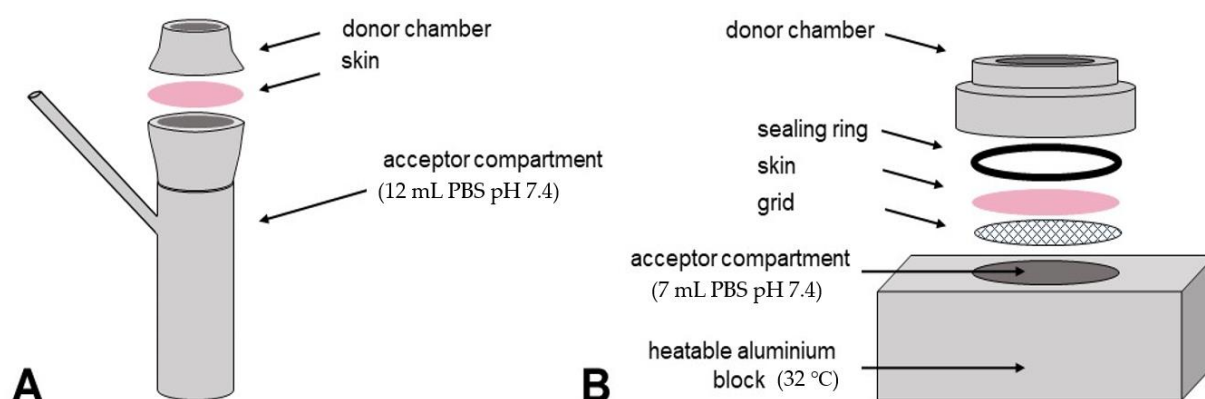 donor chamber
skin
acceptor compartment
(12 mL PBS pH 7.4)
A
donor chamber
sealing ring
skin
grid
acceptor compartment
(7 mL PBS pH 7.4)
heatable aluminium
block (32 °C)
B